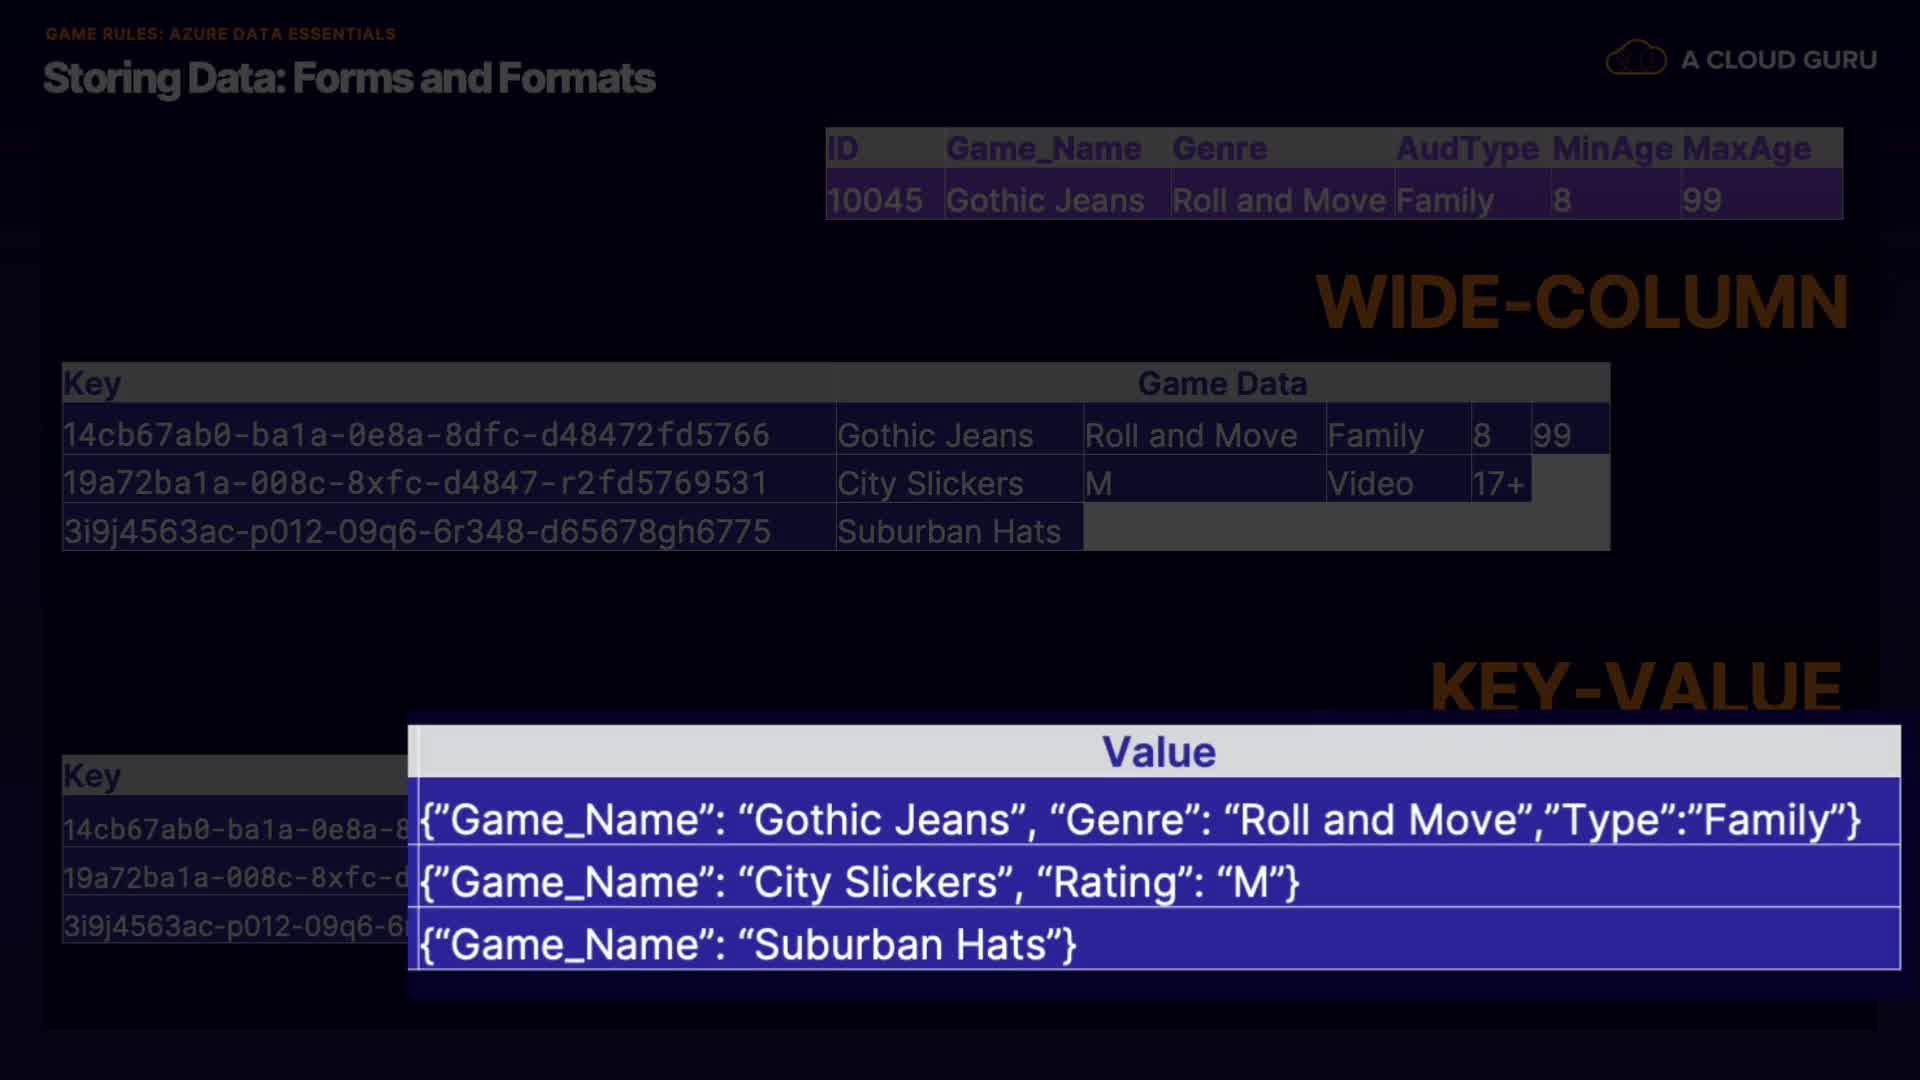 GAME RULES: AZURE DATA ESSENTIALS
Storing Data: Forms and Formats
A CLOUD GURU
ID Game_Name Genre AudType MinAge MaxAge
10045 Gothic Jeans Roll and Move Family 8 99
WIDE-COLUMN
Key Game Data
14cb67ab0-ba1a-0e8a-8dfc-d48472fd5766 Gothic Jeans Roll and Move Family 8 99
19a72ba1a-008c-8xfc-d4847-r2fd5769531 City Slickers M Video 17+
3i9j4563ac-p012-09q6-6r348-d65678gh6775 Suburban Hats
KEY-VALUE
Key Value
14cb67ab0-ba1a-0e8a-8 {”Game_Name”: “Gothic Jeans”, “Genre”: “Roll and Move”,”Type”:”Family”}
19a72ba1a-008c-8xfc-d {”Game_Name”: “City Slickers”, “Rating”: “M”}
3i9j4563ac-p012-09q6-6 {“Game_Name”: “Suburban Hats”}